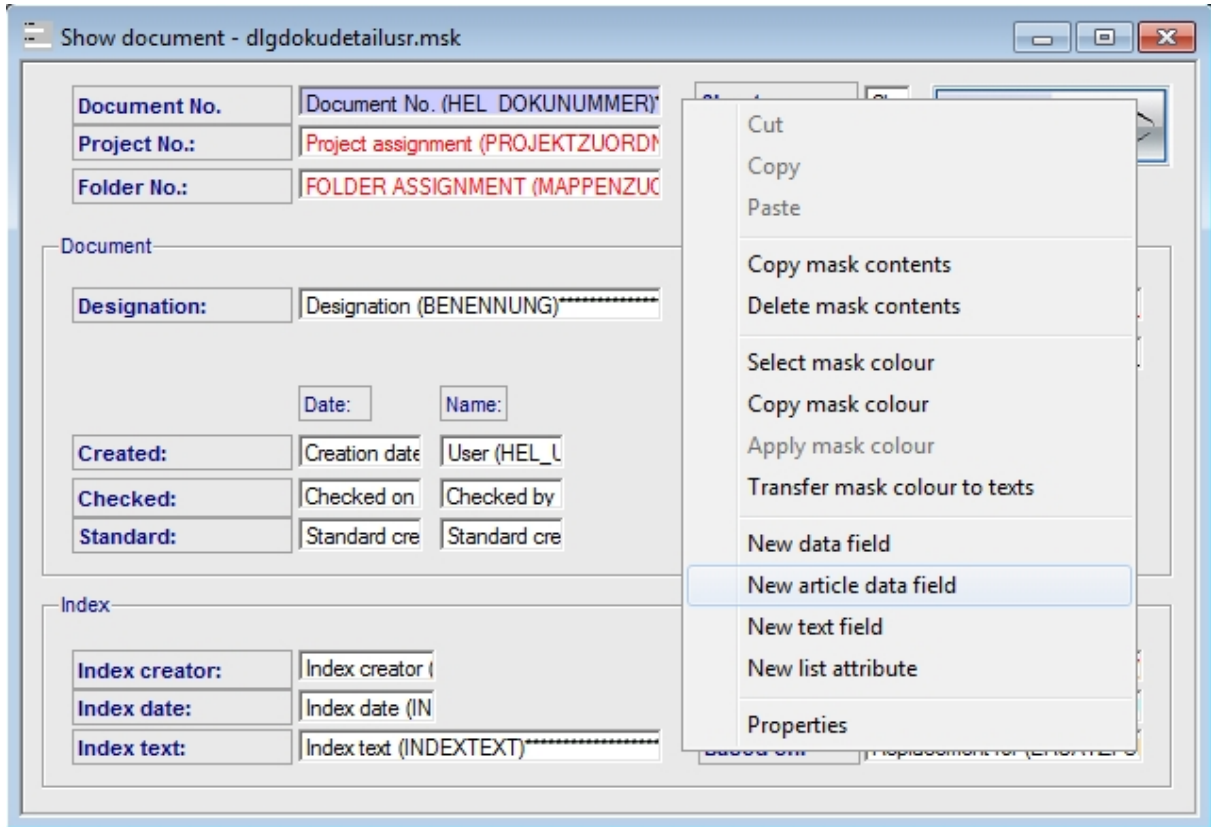 Show document - dlgdokudetailusr.msk
Document No.
Document No. (HEL_DOKUNUMMER)*
Project No.:
Project assignment (PROJEKTZUORDN
Folder No.:
FOLDER ASSIGNMENT (MAPPENZUO
Document
Designation:
Designation (BENENNUNG)**************
Date:
Name:
Created:
Creation date
User (HEL_U
Checked:
Checked on
Checked by
Standard:
Standard cre
Standard cre
Index
Index creator:
Index creator (
Index date:
Index date (IN
Index text:
Index text (INDEXTEXT)*******************
Cut
Copy
Paste
Copy mask contents
Delete mask contents
Select mask colour
Copy mask colour
Apply mask colour
Transfer mask colour to texts
New data field
New article data field
New text field
New list attribute
Properties